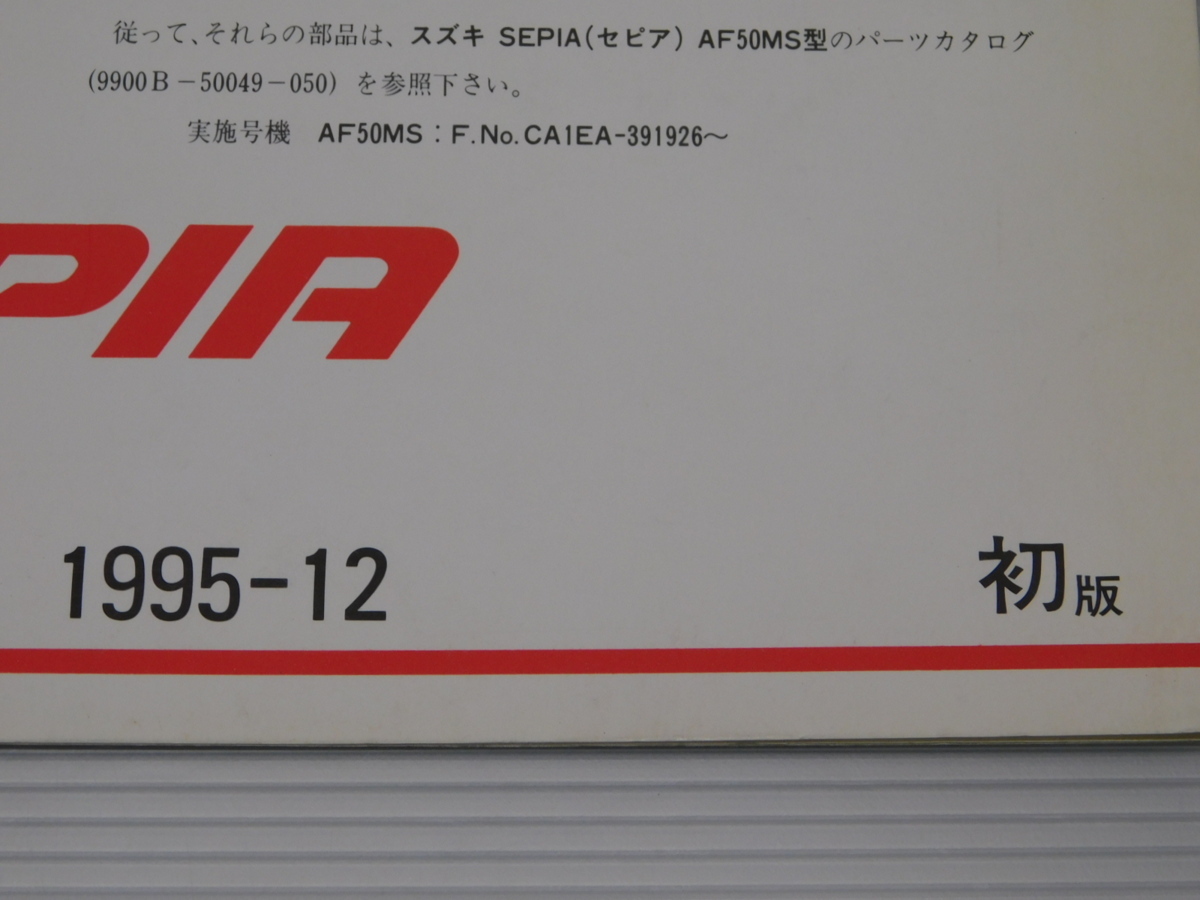 従って、それらの部品は、スズキ SEPIA(セピア) AF50MS型のパーツカタログ
(9900B-50049-050) を参照下さい。
実施号機 AF50MS：F.No.CA1EA-391926～
PIA
1995-12
初版